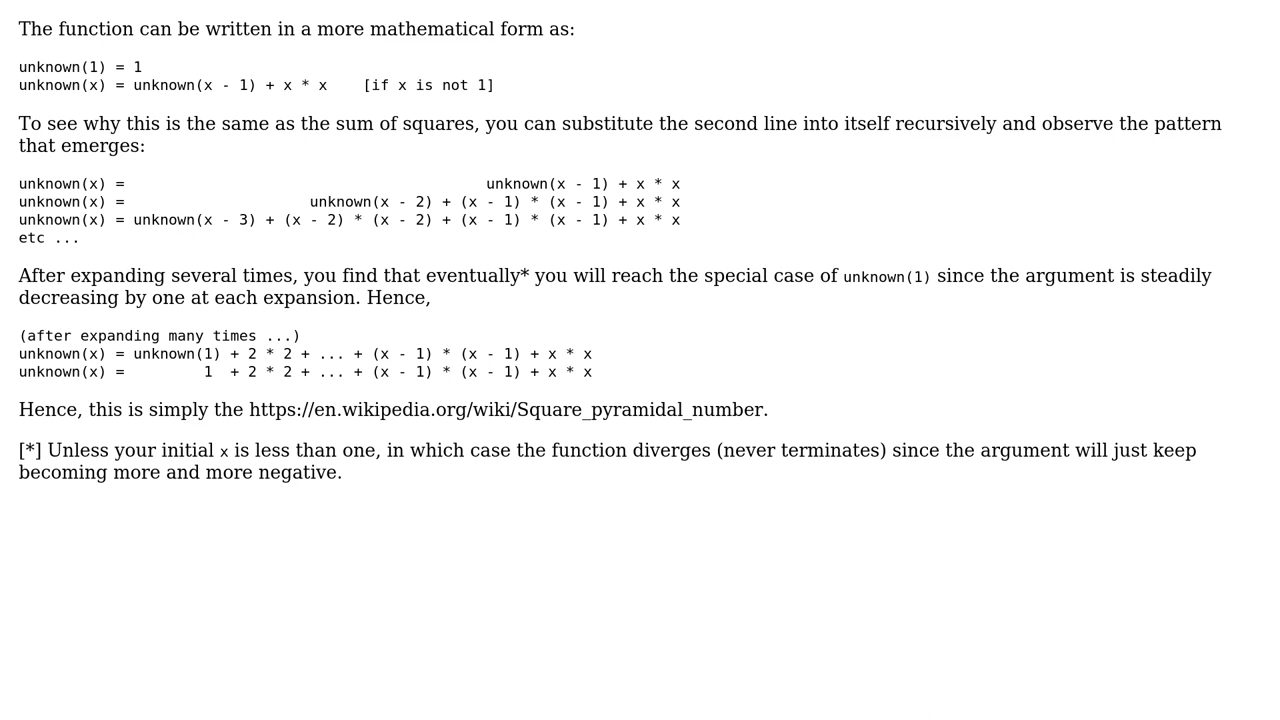 The function can be written in a more mathematical form as:
unknown(1) = 1
unknown(x) = unknown(x - 1) + x * x    [if x is not 1]
To see why this is the same as the sum of squares, you can substitute the second line into itself recursively and observe the pattern
that emerges:
unknown(x) =                                         unknown(x - 1) + x * x
unknown(x) =                     unknown(x - 2) + (x - 1) * (x - 1) + x * x
unknown(x) = unknown(x - 3) + (x - 2) * (x - 2) + (x - 1) * (x - 1) + x * x
etc ...
After expanding several times, you find that eventually* you will reach the special case of unknown(1) since the argument is steadily
decreasing by one at each expansion. Hence,
(after expanding many times ...)
unknown(x) = unknown(1) + 2 * 2 + ... + (x - 1) * (x - 1) + x * x
unknown(x) =         1  + 2 * 2 + ... + (x - 1) * (x - 1) + x * x
Hence, this is simply the https://en.wikipedia.org/wiki/Square_pyramidal_number.
[*] Unless your initial x is less than one, in which case the function diverges (never terminates) since the argument will just keep
becoming more and more negative.